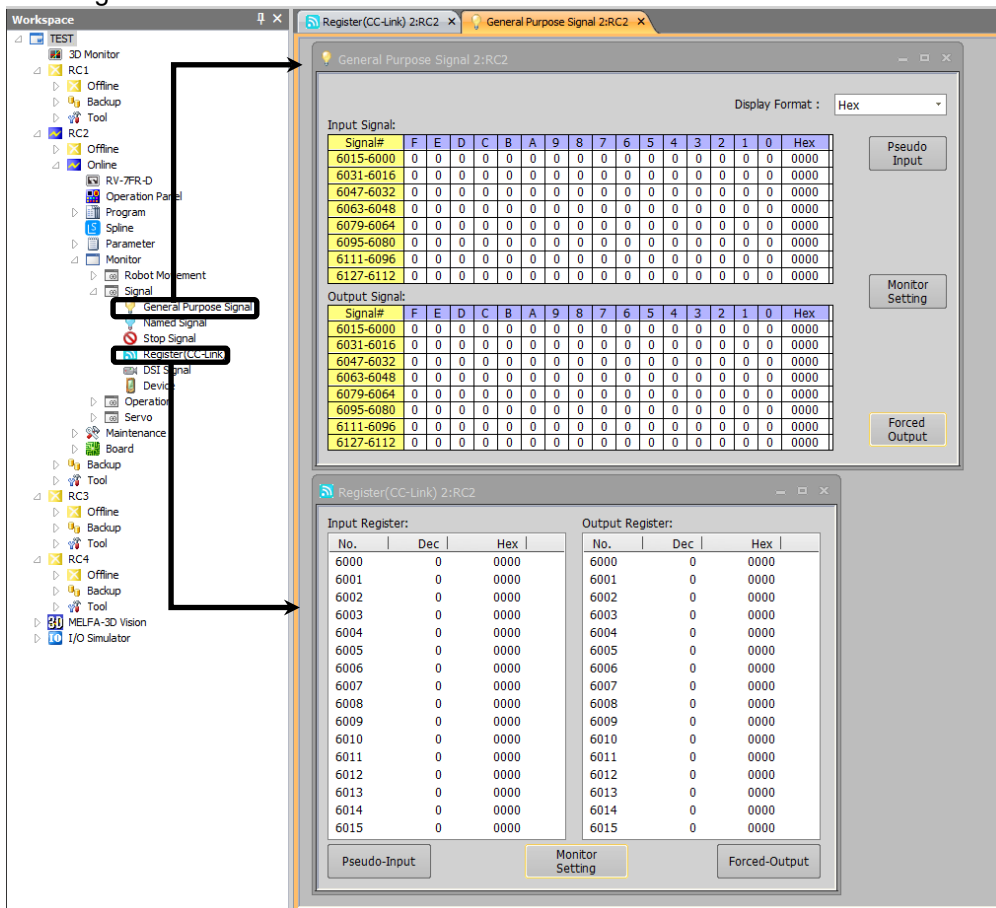 Workspace
TEST
3D Monitor
RC1
Offline
Backup
Tool
RC2
Offline
Online
RV-7FR-D
Operation Panel
Program
Spline
Parameter
Monitor
Robot Movement
Signal
General Purpose Signal
Named Signal
Stop Signal
Register(CC-Link)
DSI Signal
Device
Operation
Servo
Maintenance
Board
Backup
Tool
RC3
Offline
Backup
Tool
RC4
Offline
Backup
Tool
MELFA-3D Vision
I/O Simulator
Register(CC-Link) 2:RC2 General Purpose Signal 2:RC2
General Purpose Signal 2:RC2
Display Format : Hex
Input Signal:
Signal# F E D C B A 9 8 7 6 5 4 3 2 1 0 Hex
6015-6000 0 0 0 0 0 0 0 0 0 0 0 0 0 0 0 0 0000
6031-6016 0 0 0 0 0 0 0 0 0 0 0 0 0 0 0 0 0000
6047-6032 0 0 0 0 0 0 0 0 0 0 0 0 0 0 0 0 0000
6063-6048 0 0 0 0 0 0 0 0 0 0 0 0 0 0 0 0 0000
6079-6064 0 0 0 0 0 0 0 0 0 0 0 0 0 0 0 0 0000
6095-6080 0 0 0 0 0 0 0 0 0 0 0 0 0 0 0 0 0000
6111-6096 0 0 0 0 0 0 0 0 0 0 0 0 0 0 0 0 0000
6127-6112 0 0 0 0 0 0 0 0 0 0 0 0 0 0 0 0 0000
Pseudo
Input
Monitor
Setting
Output Signal:
Signal# F E D C B A 9 8 7 6 5 4 3 2 1 0 Hex
6015-6000 0 0 0 0 0 0 0 0 0 0 0 0 0 0 0 0 0000
6031-6016 0 0 0 0 0 0 0 0 0 0 0 0 0 0 0 0 0000
6047-6032 0 0 0 0 0 0 0 0 0 0 0 0 0 0 0 0 0000
6063-6048 0 0 0 0 0 0 0 0 0 0 0 0 0 0 0 0 0000
6079-6064 0 0 0 0 0 0 0 0 0 0 0 0 0 0 0 0 0000
6095-6080 0 0 0 0 0 0 0 0 0 0 0 0 0 0 0 0 0000
6111-6096 0 0 0 0 0 0 0 0 0 0 0 0 0 0 0 0 0000
6127-6112 0 0 0 0 0 0 0 0 0 0 0 0 0 0 0 0 0000
Forced
Output
Register(CC-Link) 2:RC2
Input Register: Output Register:
No. Dec Hex No. Dec Hex
6000 0 0000 6000 0 0000
6001 0 0000 6001 0 0000
6002 0 0000 6002 0 0000
6003 0 0000 6003 0 0000
6004 0 0000 6004 0 0000
6005 0 0000 6005 0 0000
6006 0 0000 6006 0 0000
6007 0 0000 6007 0 0000
6008 0 0000 6008 0 0000
6009 0 0000 6009 0 0000
6010 0 0000 6010 0 0000
6011 0 0000 6011 0 0000
6012 0 0000 6012 0 0000
6013 0 0000 6013 0 0000
6014 0 0000 6014 0 0000
6015 0 0000 6015 0 0000
Pseudo-Input
Monitor
Setting
Forced-Output